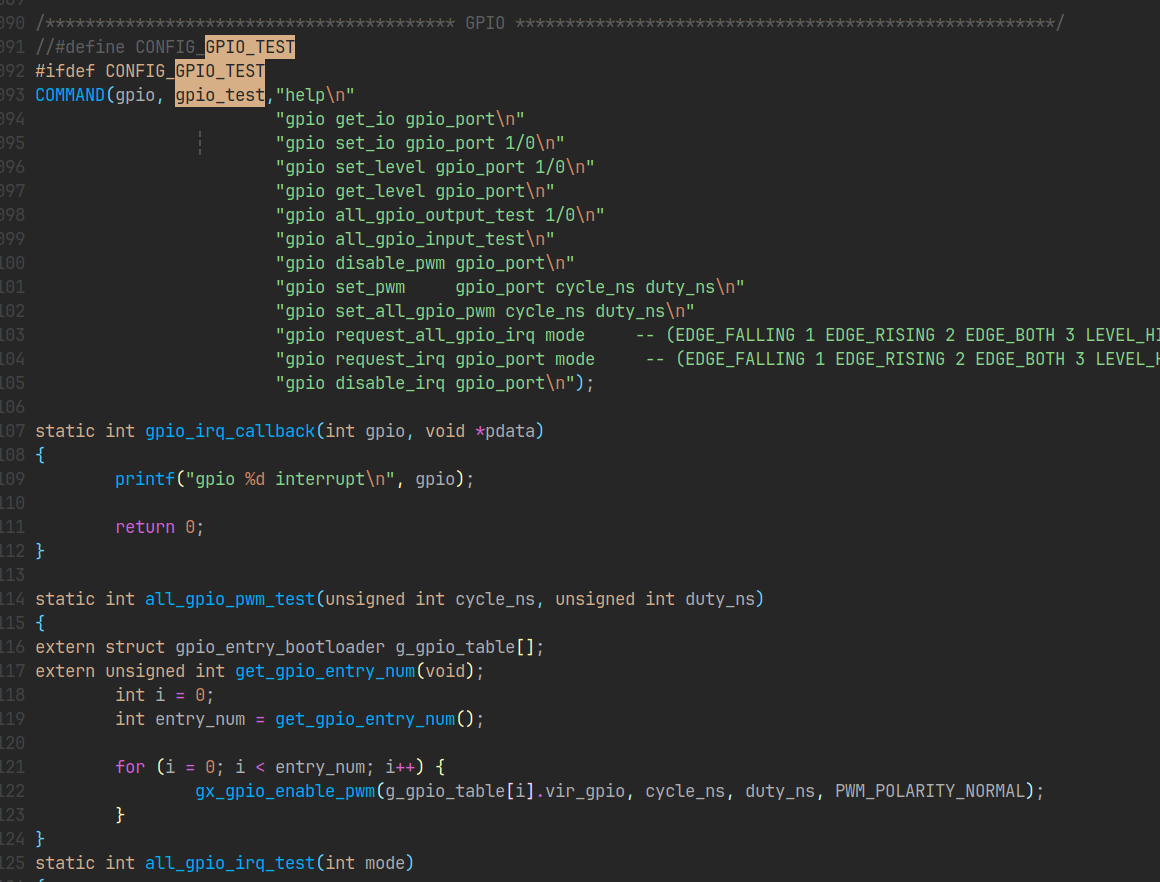 090 /***************************************** GPIO ******************************************************/
091 //#define CONFIG_GPIO_TEST
092 #ifdef CONFIG_GPIO_TEST
093 COMMAND(gpio, gpio_test,"help\n"
094 "gpio get_io gpio_port\n"
095 "gpio set_io gpio_port 1/0\n"
096 "gpio set_level gpio_port 1/0\n"
097 "gpio get_level gpio_port\n"
098 "gpio all_gpio_output_test 1/0\n"
099 "gpio all_gpio_input_test\n"
100 "gpio disable_pwm gpio_port\n"
101 "gpio set_pwm     gpio_port cycle_ns duty_ns\n"
102 "gpio set_all_gpio_pwm cycle_ns duty_ns\n"
103 "gpio request_all_gpio_irq mode     -- (EDGE_FALLING 1 EDGE_RISING 2 EDGE_BOTH 3 LEVEL_HI
104 "gpio request_irq gpio_port mode     -- (EDGE_FALLING 1 EDGE_RISING 2 EDGE_BOTH 3 LEVEL_H
105 "gpio disable_irq gpio_port\n");
106
107 static int gpio_irq_callback(int gpio, void *pdata)
108 {
109         printf("gpio %d interrupt\n", gpio);
110
111         return 0;
112 }
113
114 static int all_gpio_pwm_test(unsigned int cycle_ns, unsigned int duty_ns)
115 {
116 extern struct gpio_entry_bootloader g_gpio_table[];
117 extern unsigned int get_gpio_entry_num(void);
118         int i = 0;
119         int entry_num = get_gpio_entry_num();
120
121         for (i = 0; i < entry_num; i++) {
122                 gx_gpio_enable_pwm(g_gpio_table[i].vir_gpio, cycle_ns, duty_ns, PWM_POLARITY_NORMAL);
123         }
124 }
125 static int all_gpio_irq_test(int mode)